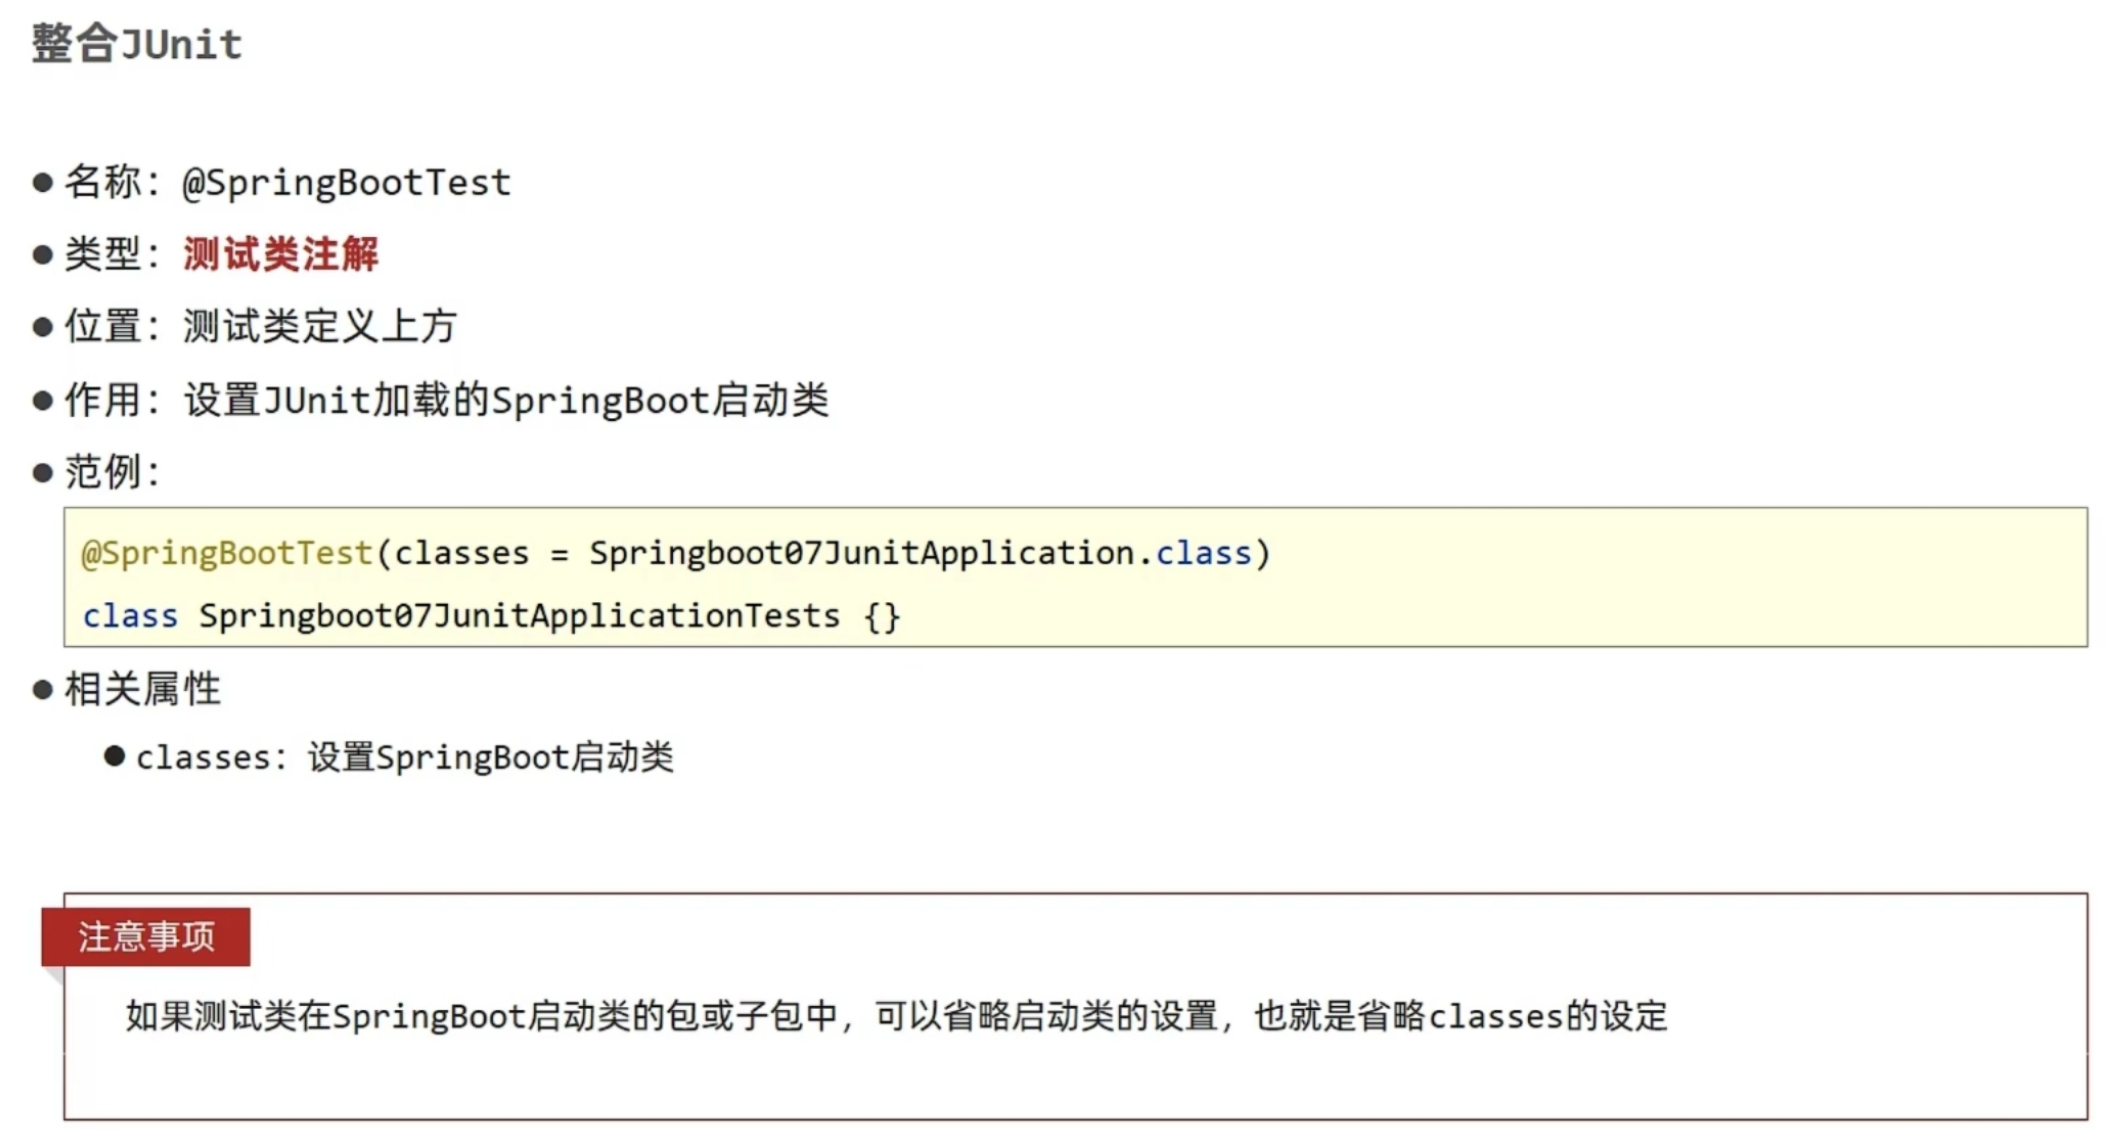 整合JUnit
● 名称：@SpringBootTest
● 类型：测试类注解
● 位置：测试类定义上方
● 作用：设置JUnit加载的SpringBoot启动类
● 范例：
@SpringBootTest(classes = Springboot07JunitApplication.class)
class Springboot07JunitApplicationTests {}
● 相关属性
● classes：设置SpringBoot启动类
注意事项
如果测试类在SpringBoot启动类的包或子包中，可以省略启动类的设置，也就是省略classes的设定